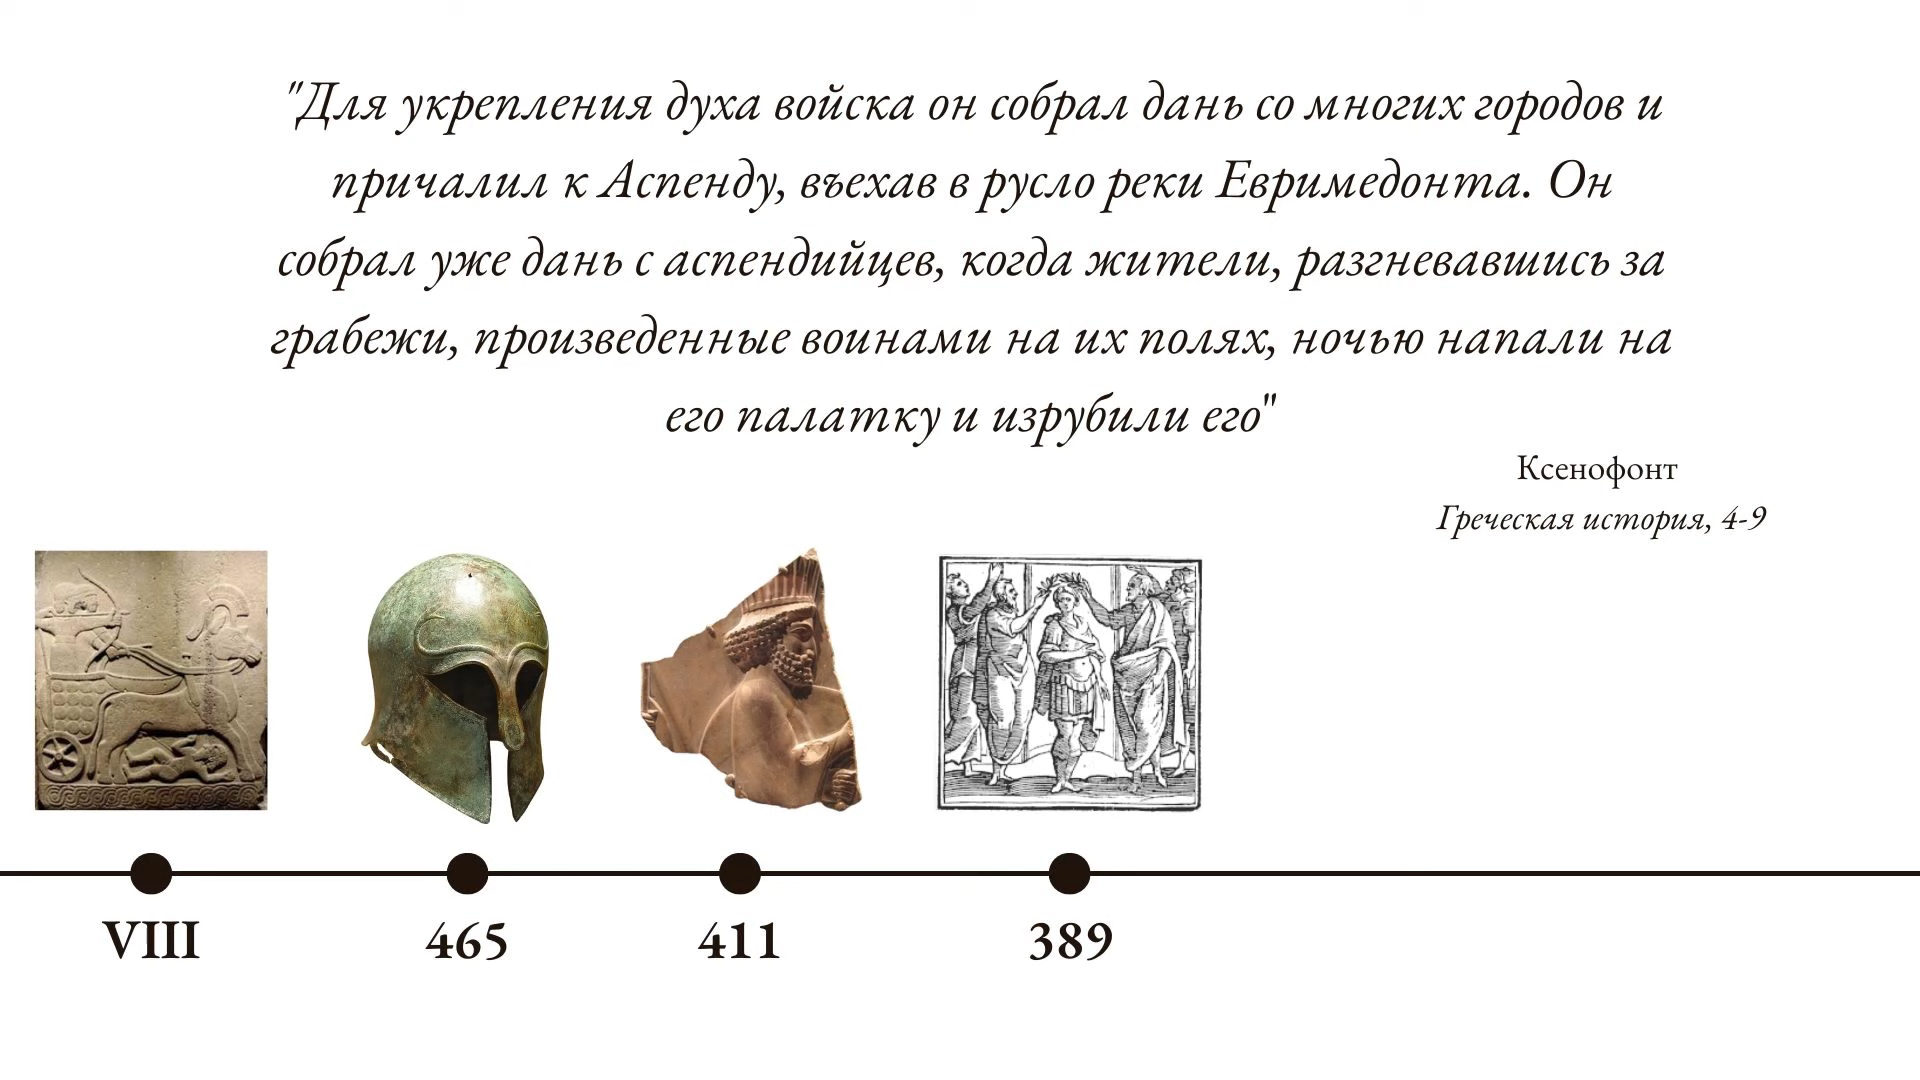 "Для укрепления духа войска он собрал дань со многих городов и
причалил к Аспенду, въехав в русло реки Евримедонта. Он
собрал уже дань с аспендийцев, когда жители, разгневавшись за
грабежи, произведенные воинами на их полях, ночью напали на
его палатку и изрубили его"
Ксенофонт
Греческая история, 4-9
VIII
465
411
389